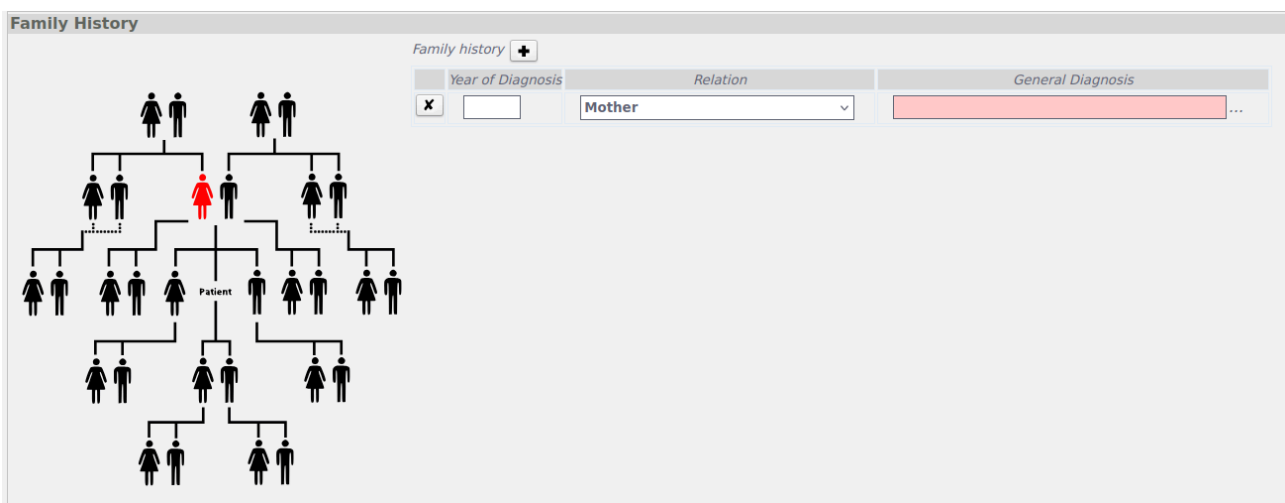 Family History
Family history
Year of Diagnosis Relation General Diagnosis
Mother ...
Patient